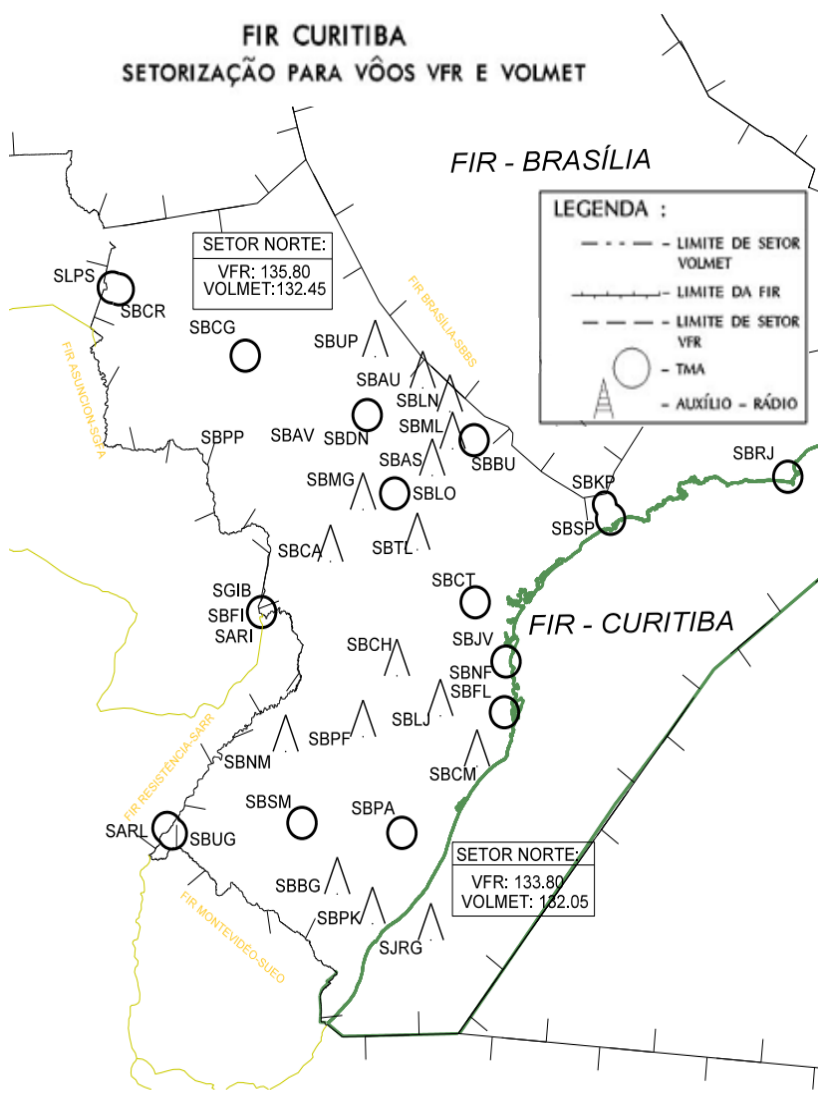 FIR CURITIBA
SETORIZAÇÃO PARA VÔOS VFR E VOLMET
FIR - BRASÍLIA
LEGENDA :
- LIMITE DE SETOR
VOLMET
- LIMITE DA FIR
- LIMITE DE SETOR
VFR
- TMA
- AUXÍLIO - RÁDIO
SETOR NORTE:
VFR: 135.80
VOLMET:132.45
SLPS
SBCR
SBCG
SBUP
FIR BRASÍLIA-SBBS
FIR ASUNCION-SGFA
SBAU
SBLN
SBPP
SBAV
SBDN
SBML
SBBU
SBRJ
SBAS
SBMG
SBLO
SBKP
SBSP
SBCA
SBTL
SGIB
SBFI
SARI
SBCT
FIR - CURITIBA
SBJV
SBCH
SBNF
SBFL
SBLJ
SBPF
SBNM
SBCM
FIR RESISTÊNCIA-SARR
SARL
SBUG
SBSM
SBPA
SETOR NORTE:
VFR: 133.80
VOLMET: 132.05
SBBG
SBPK
SJRG
FIR MONTEVIDÉO-SUEO